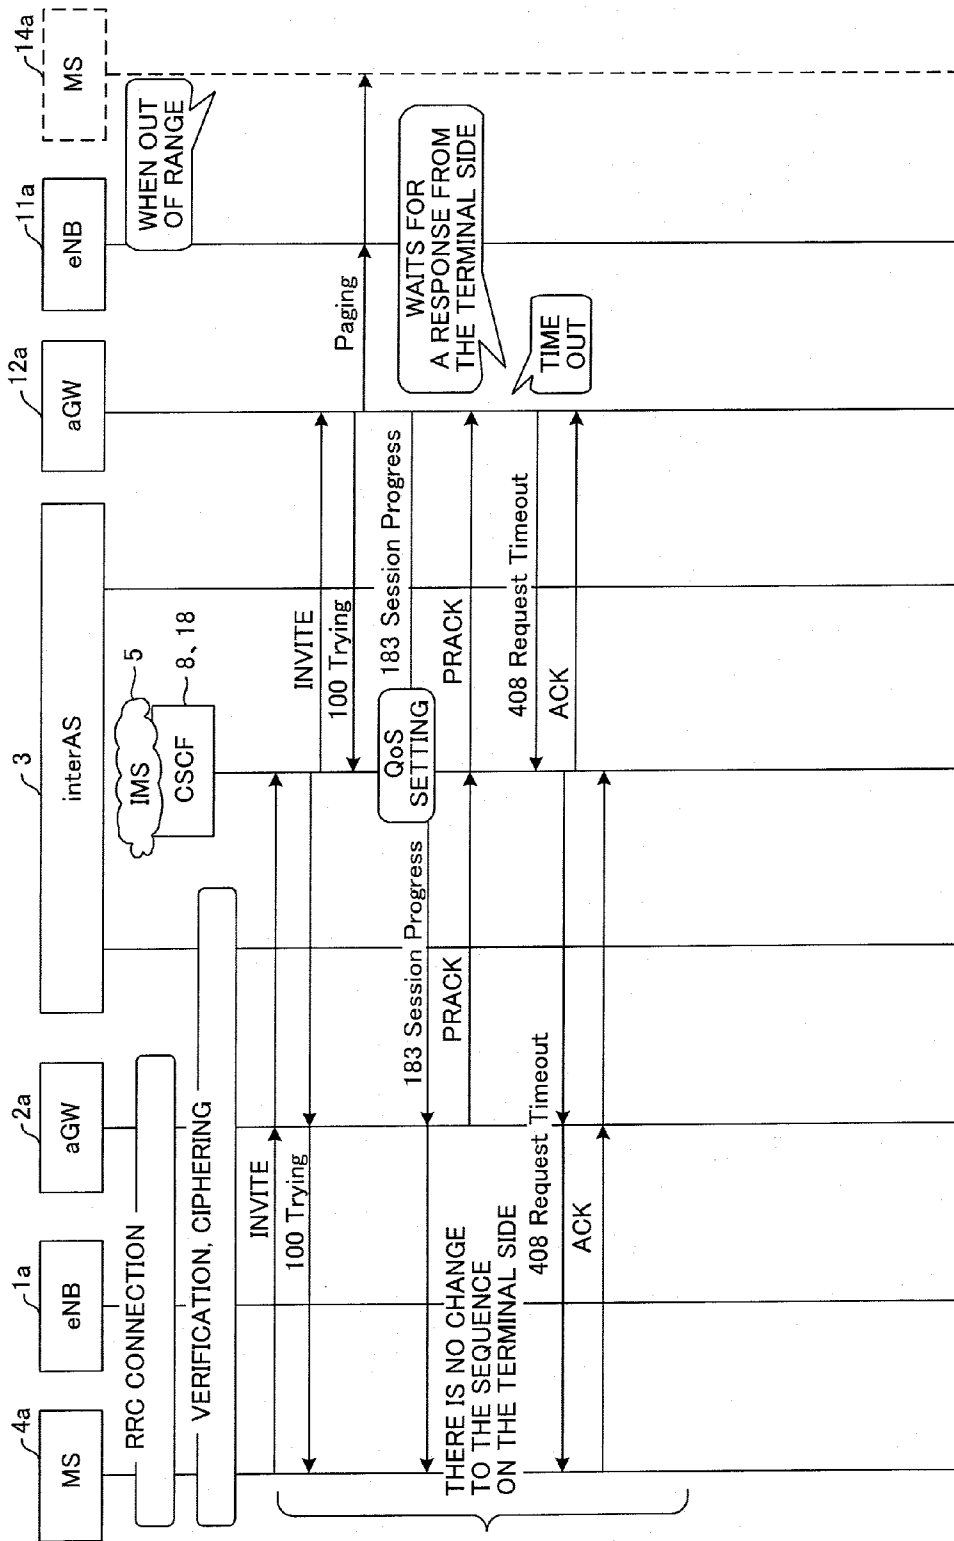 4a
MS
1a
eNB
2a
aGW
3
interAS
12a
aGW
11a
eNB
14a
MS
RRC CONNECTION
VERIFICATION, CIPHERING
IMS
5
CSCF
8、18
WHEN OUT
OF RANGE
INVITE
100 Trying
INVITE
100 Trying
Paging
183 Session Progress
QoS
SETTING
183 Session Progress
WAITS FOR
A RESPONSE FROM
THE TERMINAL SIDE
PRACK
PRACK
THERE IS NO CHANGE
TO THE SEQUENCE
ON THE TERMINAL SIDE
TIME
OUT
408 Request Timeout
408 Request Timeout
ACK
ACK